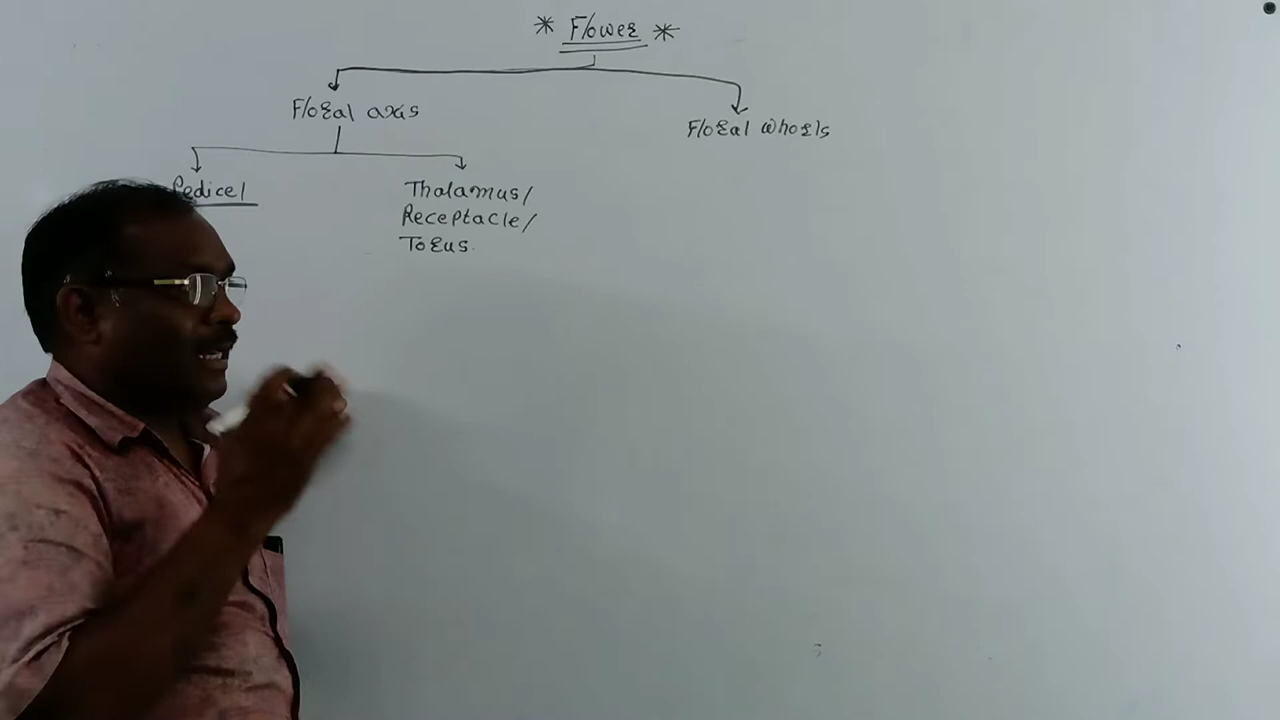 * Flower *
Floral axis
Floral whorls
Pedicel
Thalamus/
Receptacle/
Torus.